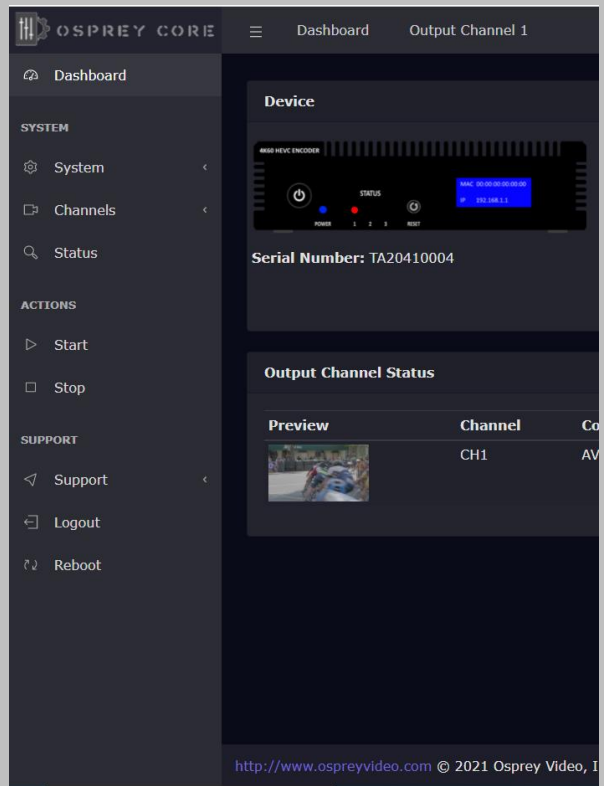 OSPREY CORE
Dashboard Output Channel 1
Dashboard
SYSTEM
System
Channels
Status
ACTIONS
Start
Stop
SUPPORT
Support
Logout
Reboot
Device
4K60 HEVC ENCODER
STATUS
POWER 1 2 3 RESET
MAC 00:00:00:00:00:00
IP 192.168.1.1
Serial Number: TA20410004
Output Channel Status
Preview Channel Co
CH1 AV
http://www.ospreyvideo.com © 2021 Osprey Video, I